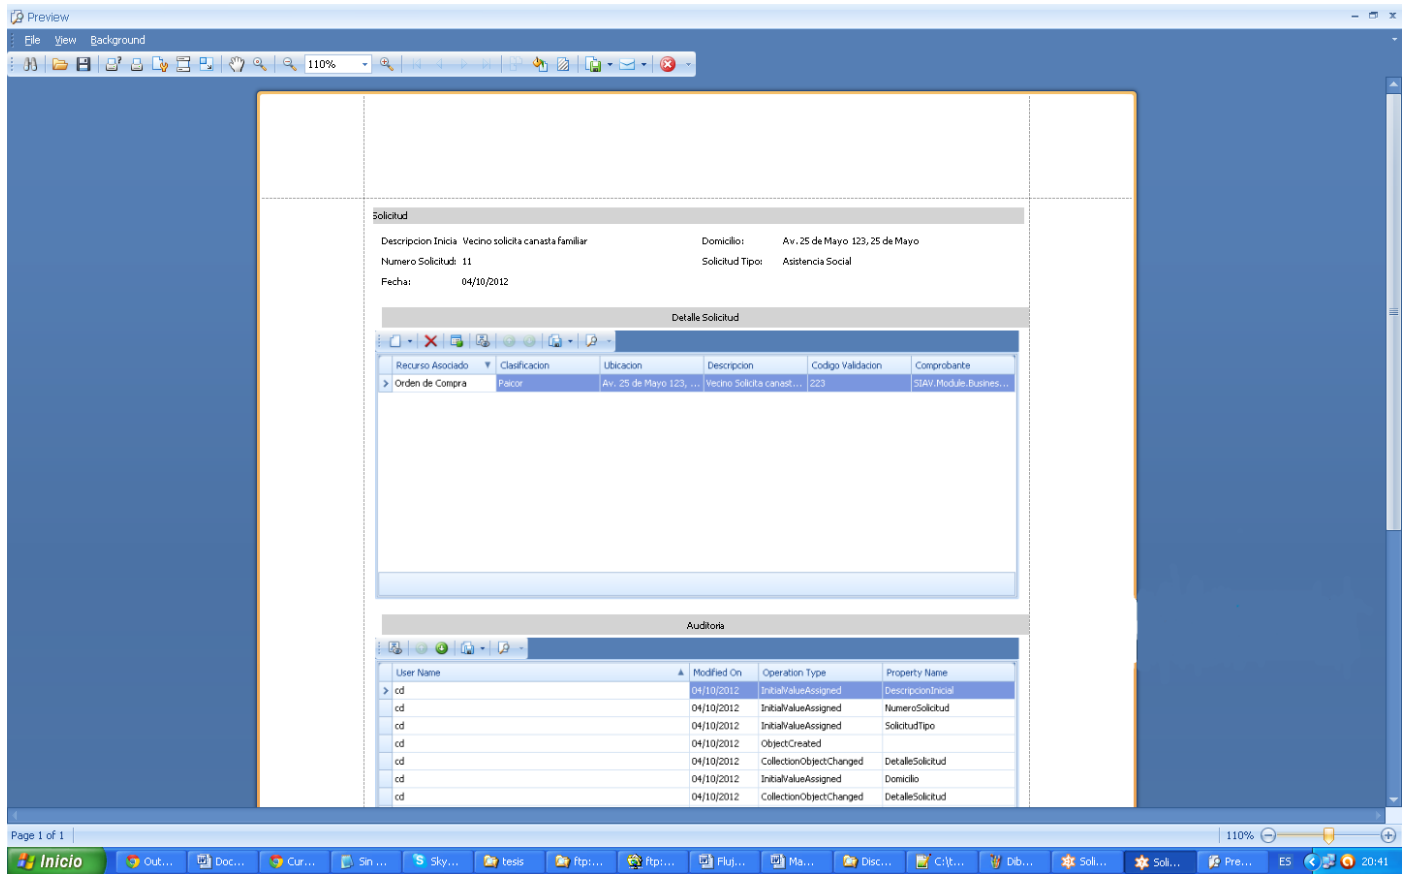 Preview
File View Background
110%
Solicitud
Descripcion Inicia Vecino solicita canasta familiar Domicilio: Av. 25 de Mayo 123, 25 de Mayo
Numero Solicitud: 11 Solicitud Tipo: Asistencia Social
Fecha: 04/10/2012
Detalle Solicitud
Recurso Asociado Clasificacion Ubicacion Descripcion Codigo Validacion Comprobante
Orden de Compra Paicor Av. 25 de Mayo 123, ... Vecino Solicita canast... 223 SIAV.Module.Busines...
Auditoria
User Name Modified On Operation Type Property Name
cd 04/10/2012 InitialValueAssigned DescripcionInicial
cd 04/10/2012 InitialValueAssigned NumeroSolicitud
cd 04/10/2012 InitialValueAssigned SolicitudTipo
cd 04/10/2012 ObjectCreated
cd 04/10/2012 CollectionObjectChanged DetalleSolicitud
cd 04/10/2012 InitialValueAssigned Domicilio
cd 04/10/2012 CollectionObjectChanged DetalleSolicitud
Page 1 of 1 110%
Inicio Out... Doc... Cur... Sin ... Sky... tesis ftp:... ftp:... Fluj... Ma... Disc... C:\t... Dib... Soli... Soli... Pre... ES 20:41